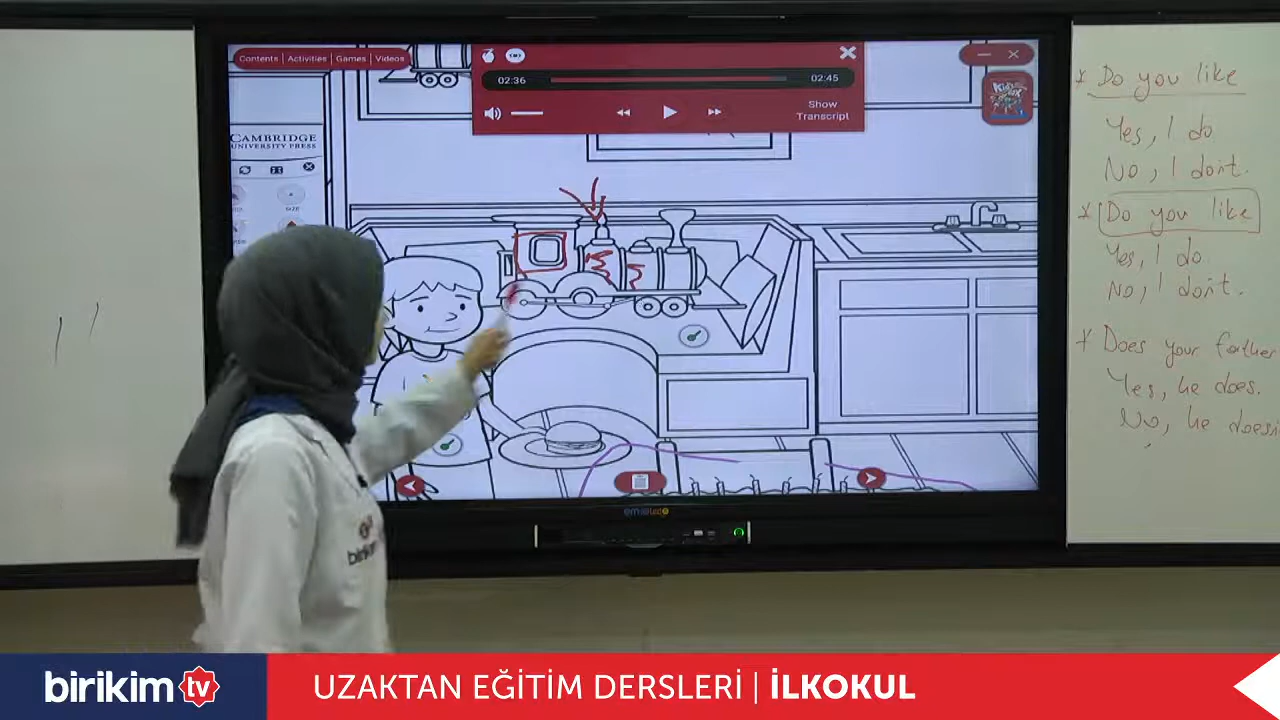 Contents | Activities | Games | Videos
02:36
02:45
Show
Transcript
CAMBRIDGE
UNIVERSITY PRESS
SIZE
* Do you like
Yes, I do
No, I don't.
* Do you like
Yes, I do
No, I don't.
* Does your father
Yes, he does.
No, he doesn
birikim
birikim tv
UZAKTAN EĞİTİM DERSLERİ | İLKOKUL